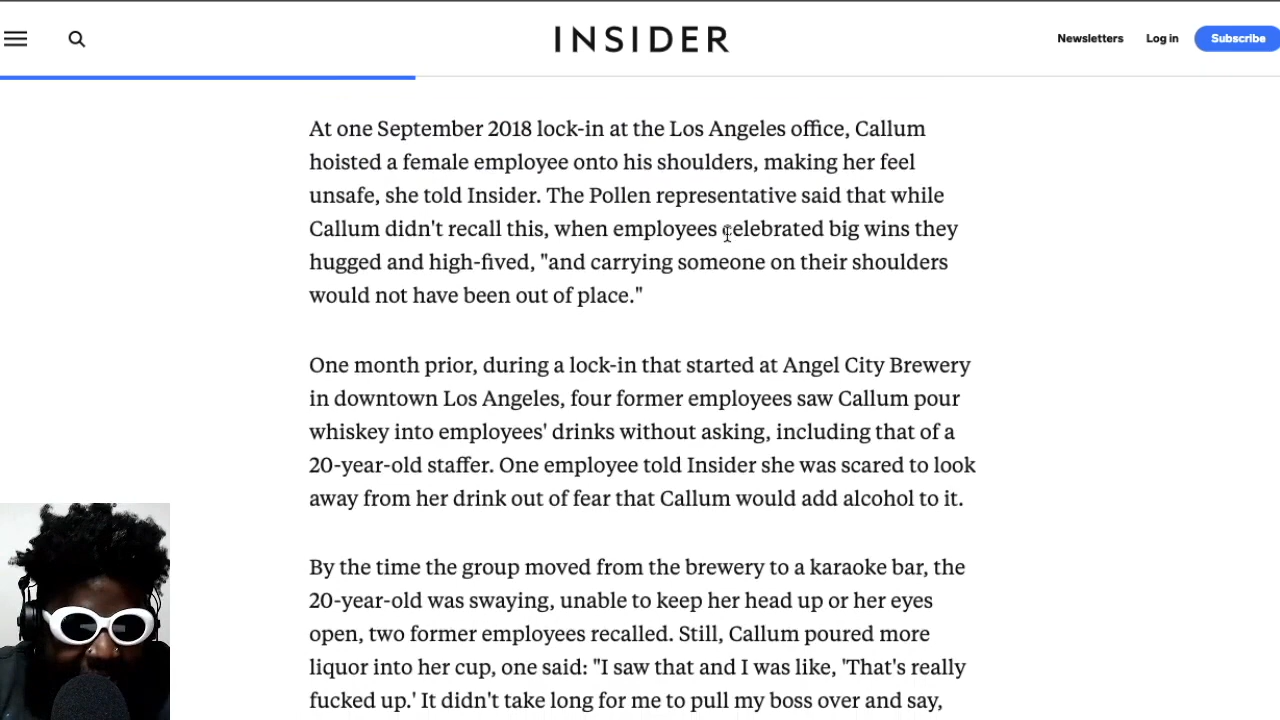 INSIDER
Newsletters Log in Subscribe
At one September 2018 lock-in at the Los Angeles office, Callum
hoisted a female employee onto his shoulders, making her feel
unsafe, she told Insider. The Pollen representative said that while
Callum didn't recall this, when employees celebrated big wins they
hugged and high-fived, "and carrying someone on their shoulders
would not have been out of place."
One month prior, during a lock-in that started at Angel City Brewery
in downtown Los Angeles, four former employees saw Callum pour
whiskey into employees' drinks without asking, including that of a
20-year-old staffer. One employee told Insider she was scared to look
away from her drink out of fear that Callum would add alcohol to it.
By the time the group moved from the brewery to a karaoke bar, the
20-year-old was swaying, unable to keep her head up or her eyes
open, two former employees recalled. Still, Callum poured more
liquor into her cup, one said: "I saw that and I was like, 'That's really
fucked up.' It didn't take long for me to pull my boss over and say,